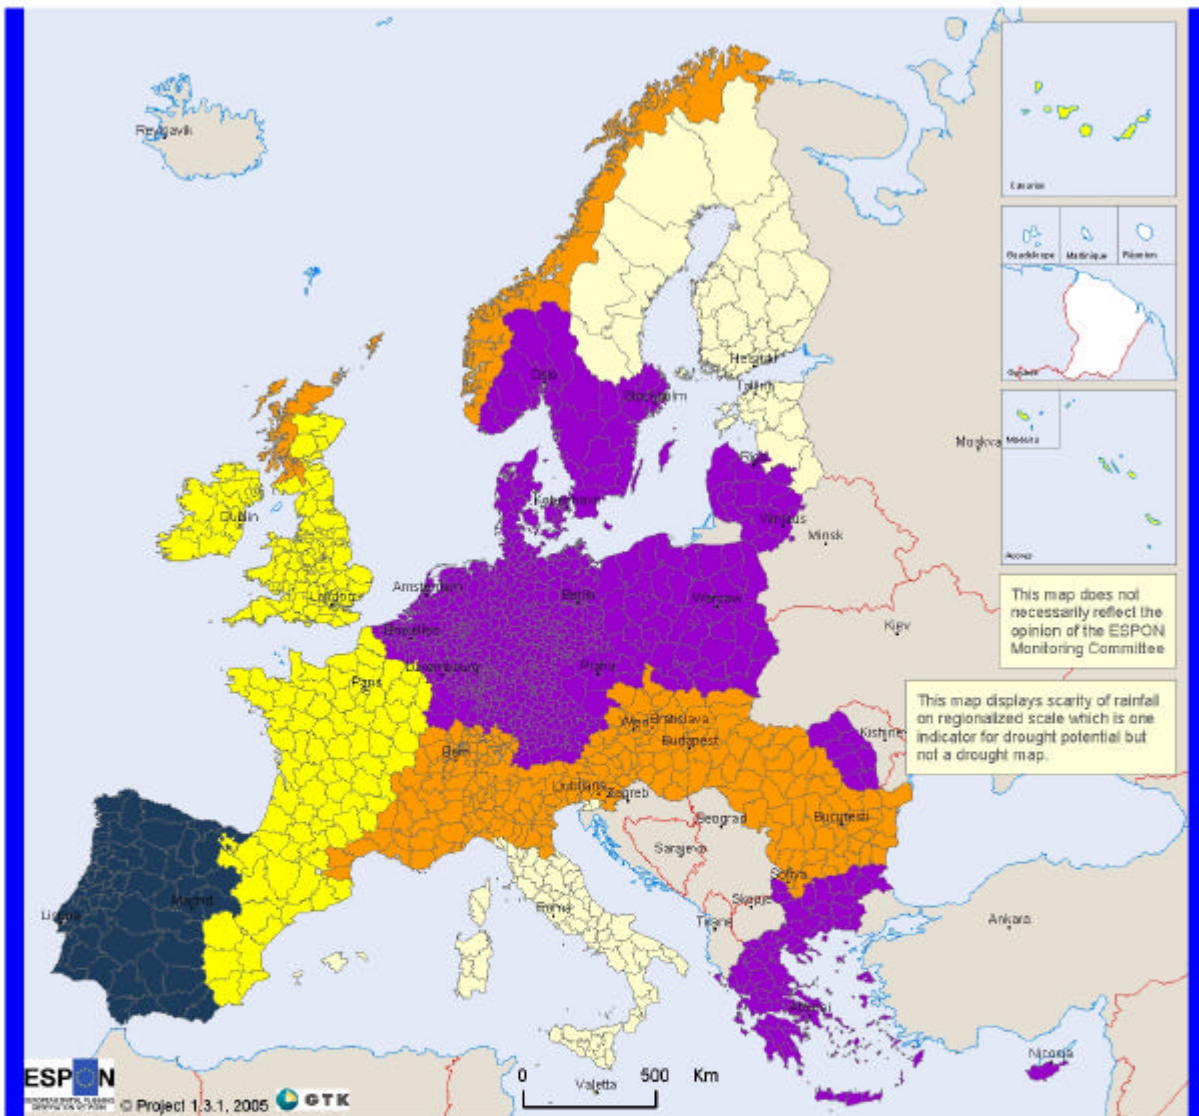 Reykjavik
Canarias
Guadeloupe
Martinique
Réunion
Guyane
Madeira
Açores
Helsinki
Oslo
Tallinn
Stockholm
Moskva
Riga
København
Vilnius
Minsk
Dublin
Amsterdam
Berlin
Warsaw
London
Kiev
Luxembourg
Praha
Paris
Wien
Bratislava
Kishinev
Budapest
Bern
Ljubljana
Zagreb
Beograd
Bucuresti
Sarajevo
Sofiya
Skopje
Madrid
Lisboa
Roma
Tirane
Ankara
Nicosia
Valetta
This map does not
necessarily reflect the
opinion of the ESPON
Monitoring Committee
This map displays scarity of rainfall
on regionalized scale which is one
indicator for drought potential but
not a drought map.
0 500 Km
ESPON
© Project 1.3.1, 2005 GTK